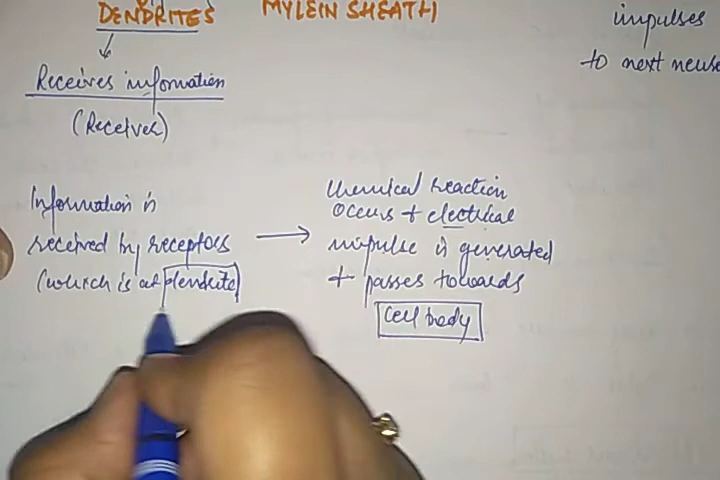 DENDRITES
MYLEIN SHEATH
impulses
to next
Receives information
(Receiver)
Information is
received by receptors
(which is at dendrite)
Chemical reaction
occurs + electrical
impulse is generated
+ passes towards
Cell body